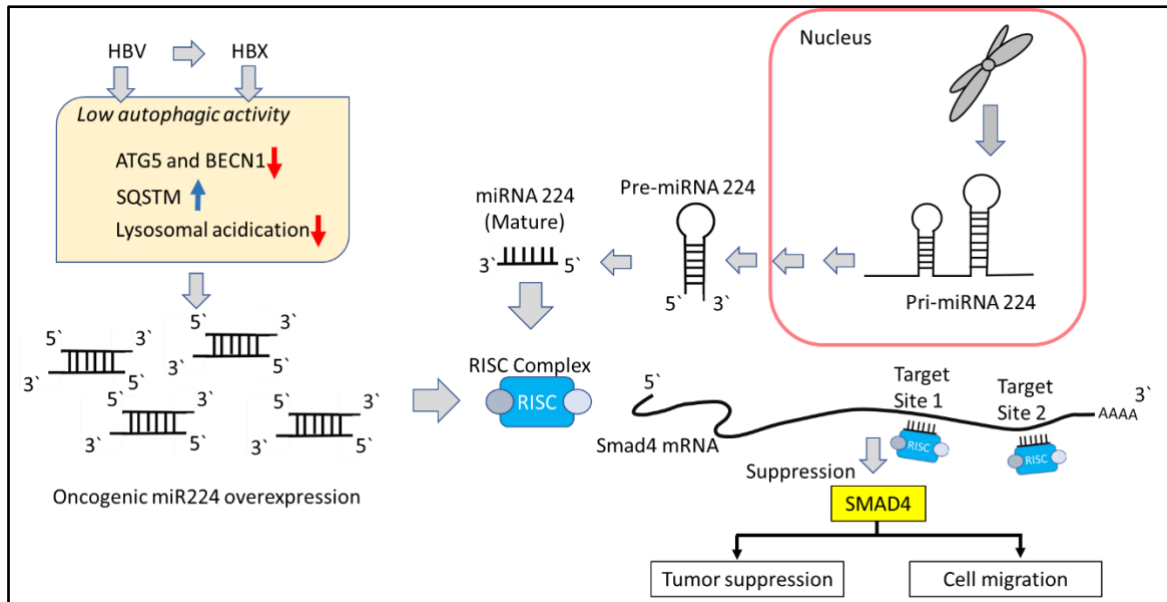 HBV
HBX
Low autophagic activity
ATG5 and BECN1
SQSTM
Lysosomal acidication
5` 3`
3` 5`
5` 3`
3` 5`
5` 3`
3` 5`
5` 3`
3` 5`
Oncogenic miR224 overexpression
Nucleus
Pri-miRNA 224
Pre-miRNA 224
5` 3`
miRNA 224
(Mature)
3` 5`
RISC Complex
RISC
5`
Smad4 mRNA
Target
Site 1
RISC
Target
Site 2
RISC
3`
AAAA
Suppression
SMAD4
Tumor suppression
Cell migration